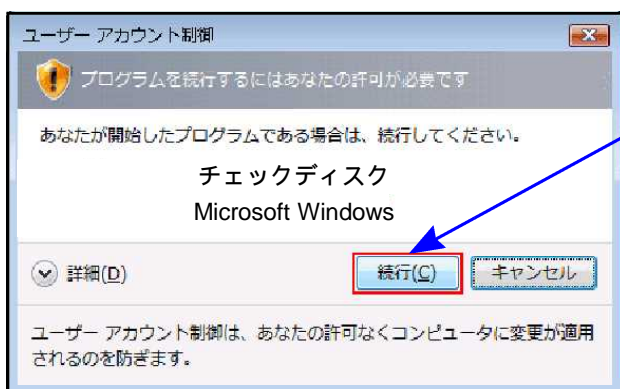 ユーザー アカウント制御
プログラムを続行するにはあなたの許可が必要です
あなたが開始したプログラムである場合は、続行してください。
チェックディスク
Microsoft Windows
詳細(D)
続行(C)
キャンセル
ユーザー アカウント制御は、あなたの許可なくコンピュータに変更が適用
されるのを防ぎます。